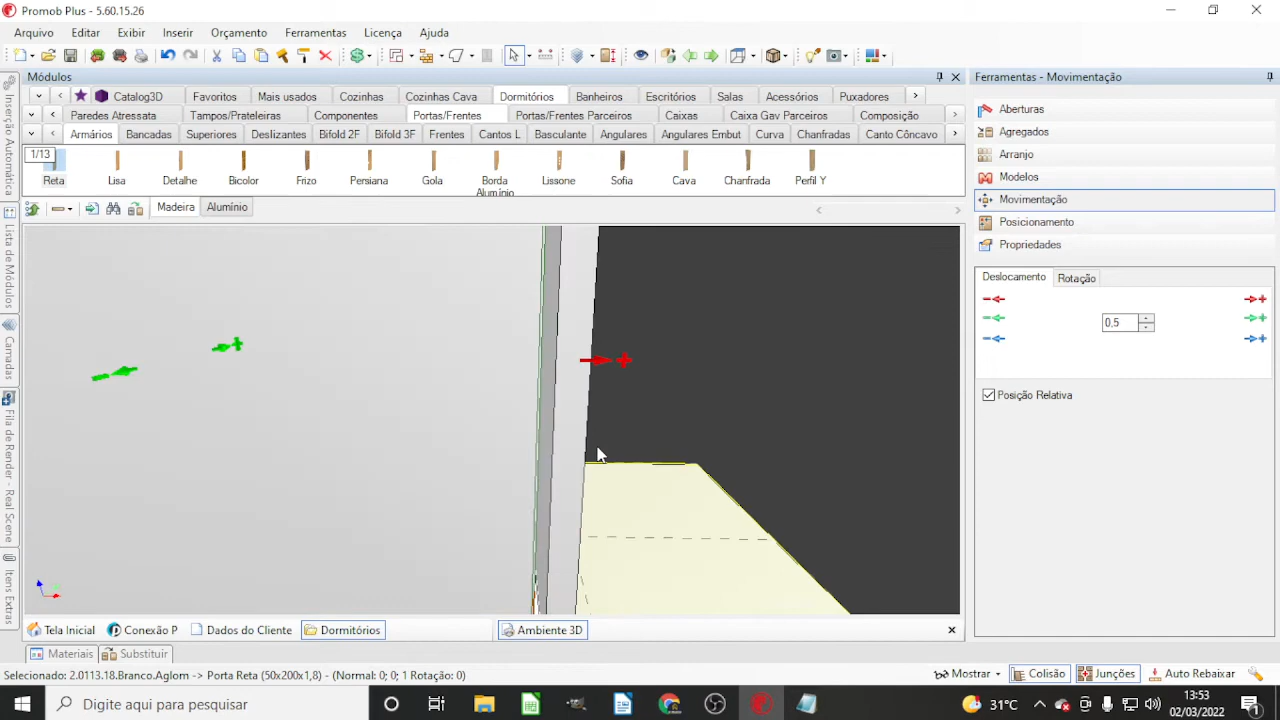 Promob Plus - 5.60.15.26
Arquivo Editar Exibir Inserir Orçamento Ferramentas Licença Ajuda
Módulos
Catalog3D Favoritos Mais usados Cozinhas Cozinhas Cava Dormitórios Banheiros Escritórios Salas Acessórios Puxadores
Paredes Atressata Tampos/Prateleiras Componentes Portas/Frentes Portas/Frentes Parceiros Caixas Caixa Gav Parceiros Composição
Armários Bancadas Superiores Deslizantes Bifold 2F Bifold 3F Frentes Cantos L Basculante Angulares Angulares Embut Curva Chanfradas Canto Côncavo
1/13
Reta Lisa Detalhe Bicolor Frizo Persiana Gola Borda Alumínio Lissone Sofia Cava Chanfrada Perfil Y
Madeira Alumínio
Inserção Automática
Lista de Módulos
Camadas
Fila de Render - Real Scene
Itens Extras
Ferramentas - Movimentação
Aberturas
Agregados
Arranjo
Modelos
Movimentação
Posicionamento
Propriedades
Deslocamento Rotação
0,5
Posição Relativa
Tela Inicial Conexão P Dados do Cliente Dormitórios Ambiente 3D
Materiais Substituir
Selecionado: 2.0113.18.Branco.Aglom -> Porta Reta (50x200x1,8) - (Normal: 0; 0; 1 Rotação: 0)
Mostrar Colisão Junções Auto Rebaixar
Digite aqui para pesquisar
31°C
13:53
02/03/2022
1